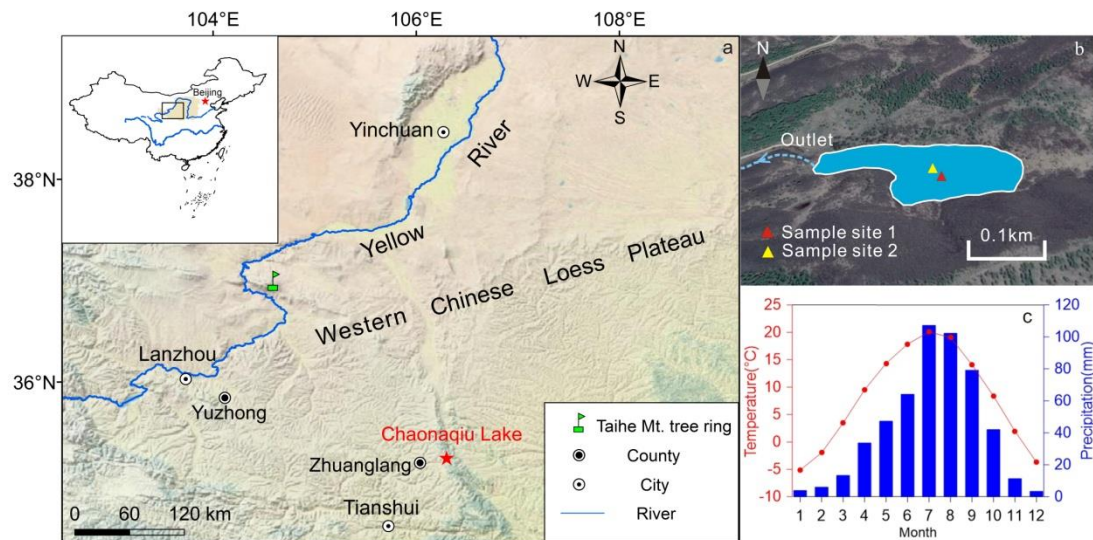 104°E
106°E
108°E
a
N
W
E
S
Beijing
Yinchuan
River
38°N
Yellow
Western Chinese Loess Plateau
Lanzhou
36°N
Yuzhong
Chaonaqiu Lake
Zhuanglang
Tianshui
0
60
120 km
Taihe Mt. tree ring
County
City
River
b
N
Outlet
Sample site 1
Sample site 2
0.1km
c
Temperature(°C)
25
20
15
10
5
0
-5
-10
Precipitation(mm)
120
100
80
60
40
20
0
1 2 3 4 5 6 7 8 9 10 11 12
Month